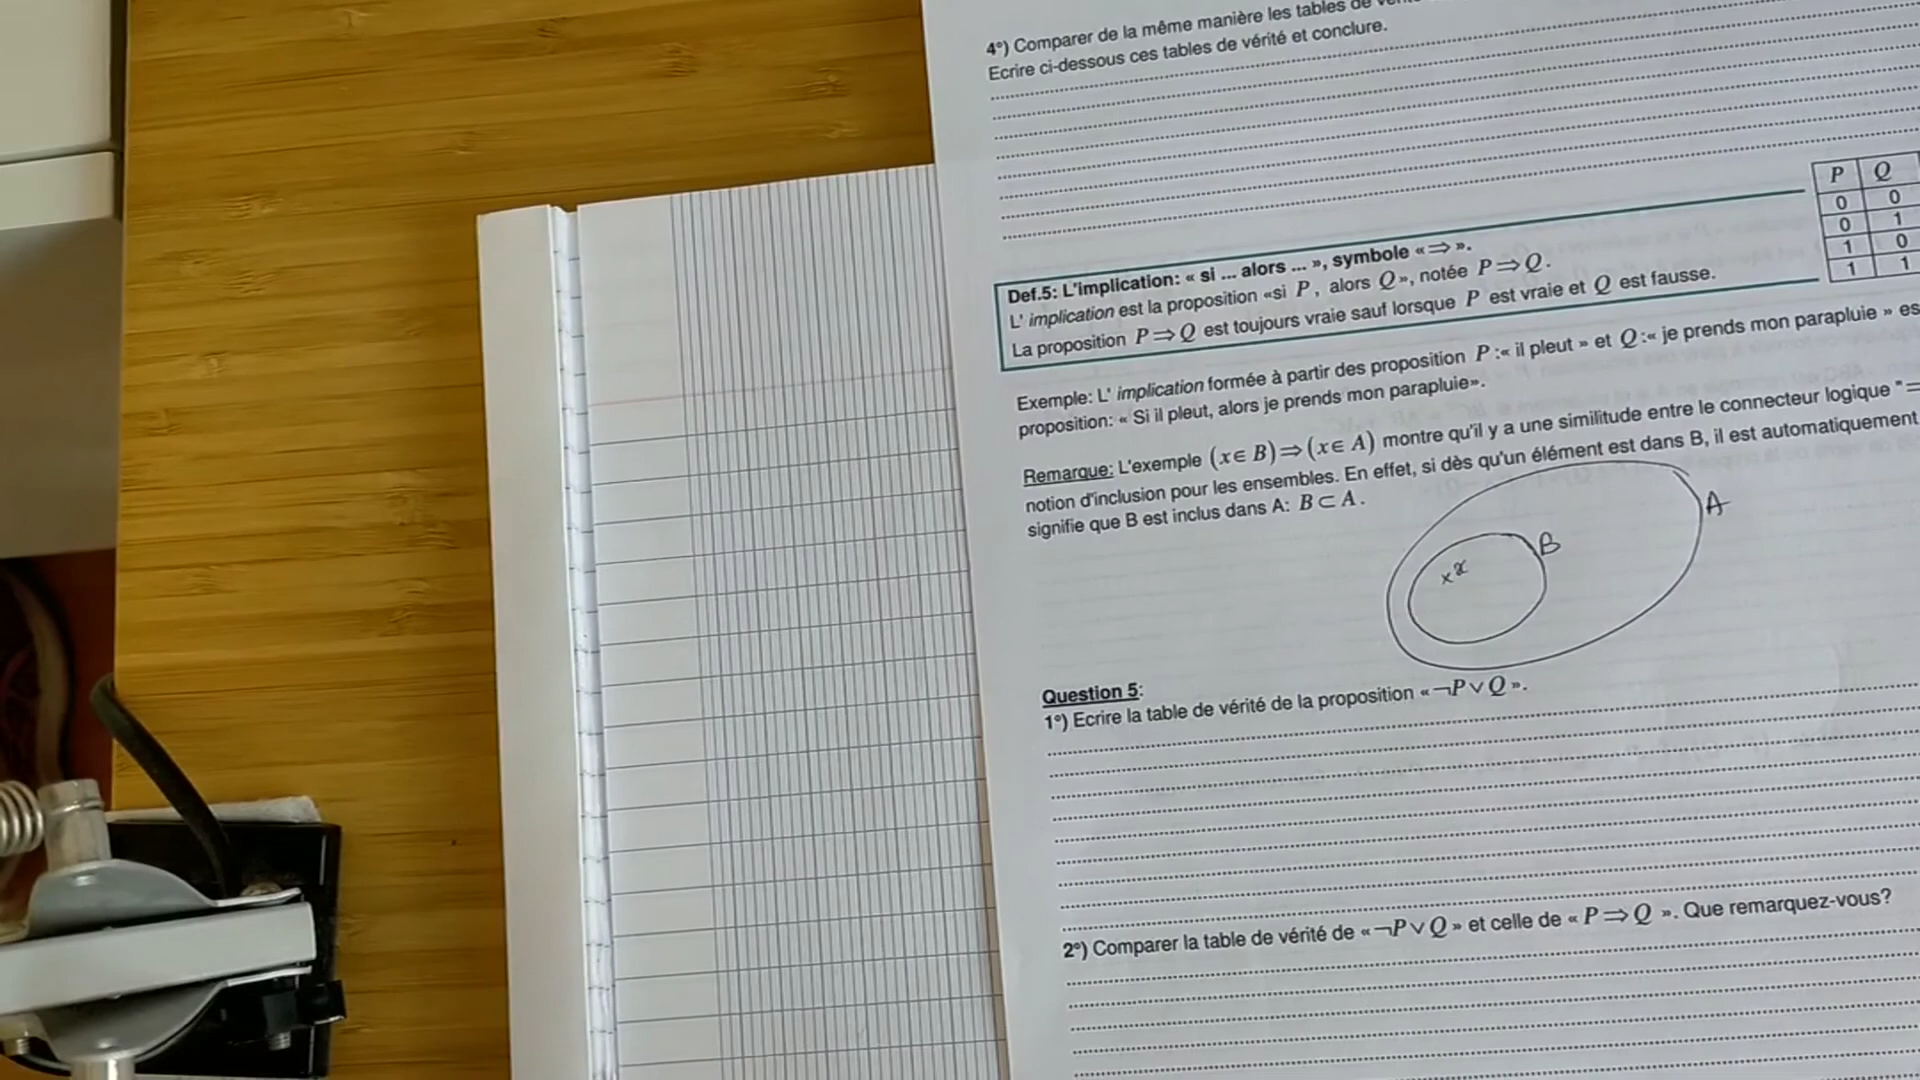 4°) Comparer de la même manière les tables de
Ecrire ci-dessous ces tables de vérité et conclure.
P Q
0 0
0 1
1 0
1 1
Def.5: L'implication: « si ... alors ... », symbole « ⇒ ».
L' implication est la proposition «si P , alors Q», notée P⇒Q.
La proposition P⇒Q est toujours vraie sauf lorsque P est vraie et Q est fausse.
Exemple: L' implication formée à partir des proposition P :« il pleut » et Q:« je prends mon parapluie » es
proposition: « Si il pleut, alors je prends mon parapluie».
Remarque: L'exemple (x∈ B)⇒(x∈ A) montre qu'il y a une similitude entre le connecteur logique "=
notion d'inclusion pour les ensembles. En effet, si dès qu'un élément est dans B, il est automatiquement
signifie que B est inclus dans A: B⊂A.
A
B
x x
Question 5:
1°) Ecrire la table de vérité de la proposition «¬P∨Q ».
2°) Comparer la table de vérité de «¬P∨Q » et celle de « P⇒Q ». Que remarquez-vous?